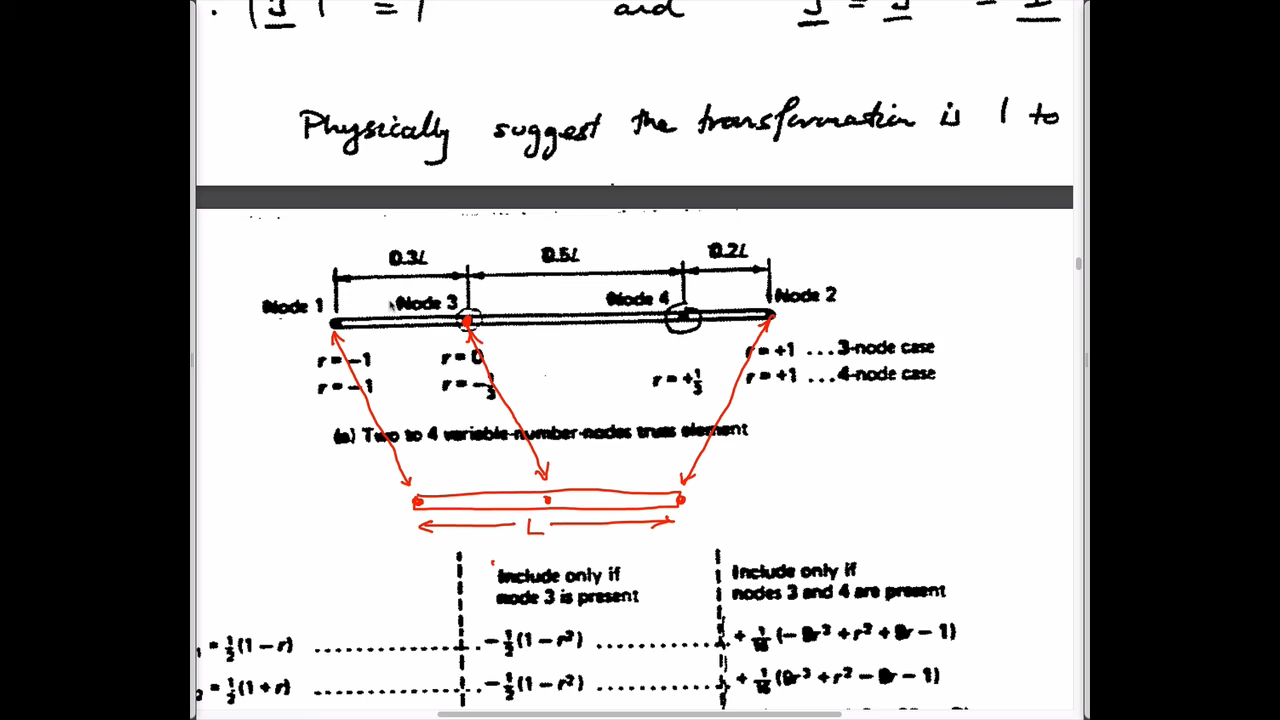 and
Physically suggest the transformation is 1 to
0.3L 0.5L 0.2L
Node 1 Node 3 Node 4 Node 2
r = -1 r = 0 r = +1 ...3-node case
r = -1 r = -1/3 r = +1/3 r = +1 ...4-node case
(a) Two to 4 variable-number-nodes truss element
L
Include only if
node 3 is present
Include only if
nodes 3 and 4 are present
= 1/2(1 - r) .......... - 1/2(1 - r²) .......... + 1/16(-9r³ + r² + 9r - 1)
= 1/2(1 + r) .......... - 1/2(1 - r²) .......... + 1/16(9r³ + r² - 9r - 1)